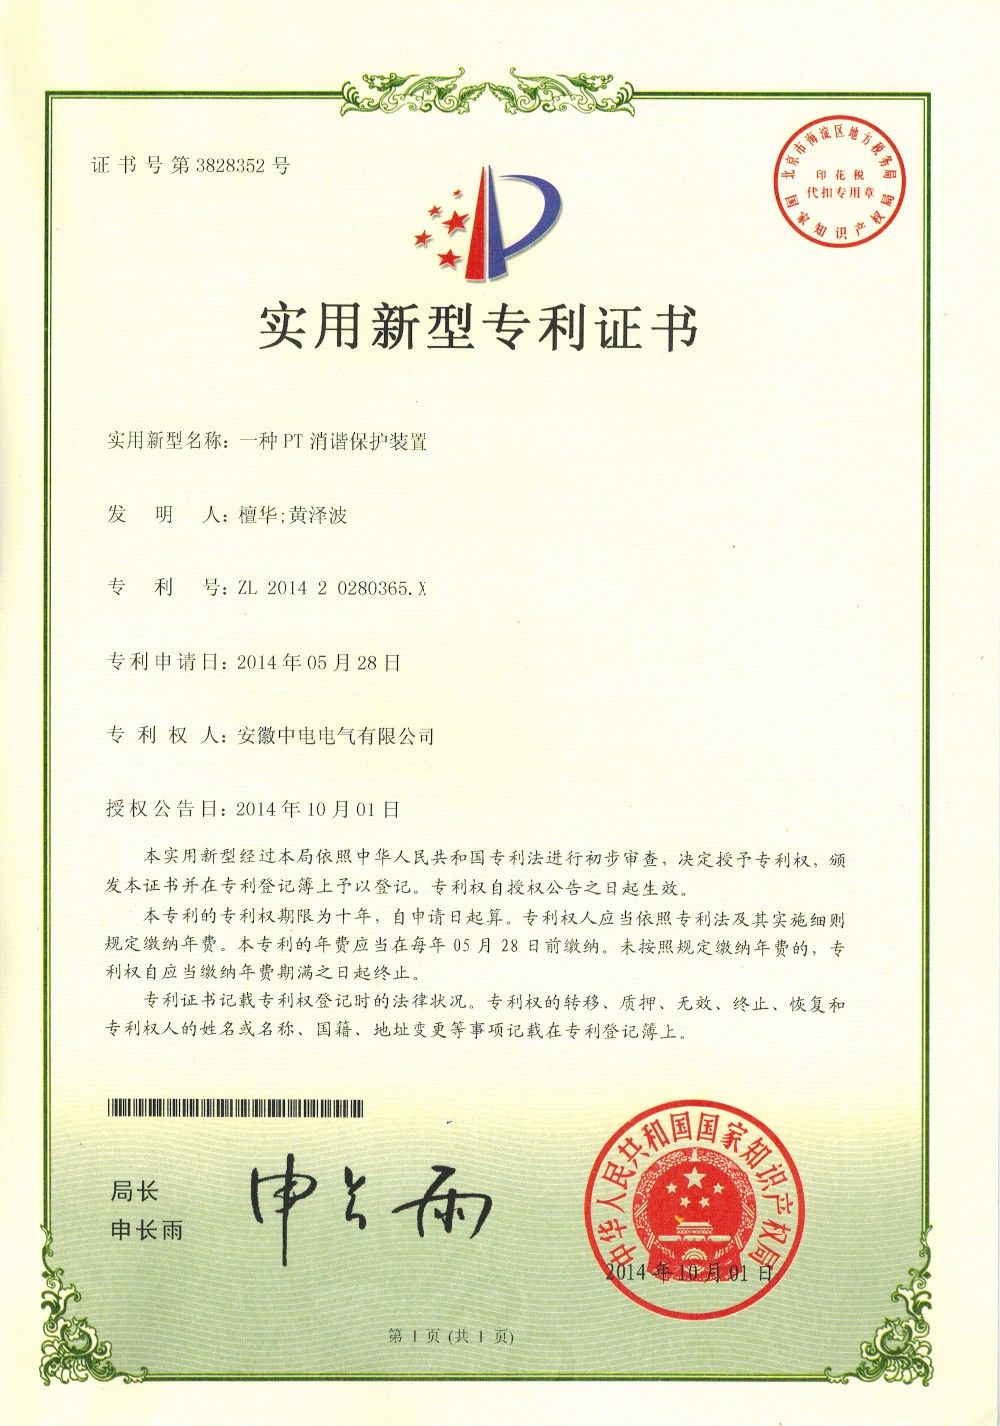 证书号第3828352号
北京市海淀区地方税务局
印花税
代扣专用章
国家知识产权局
实用新型专利证书
实用新型名称：一种PT消谐保护装置
发明人：檀华;黄泽波
专利号：ZL 2014 2 0280365.X
专利申请日：2014年05月28日
专利权人：安徽中电电气有限公司
授权公告日：2014年10月01日
本实用新型经过本局依照中华人民共和国专利法进行初步审查，决定授予专利权，颁
发本证书并在专利登记簿上予以登记。专利权自授权公告之日起生效。
本专利的专利权期限为十年，自申请日起算。专利权人应当依照专利法及其实施细则
规定缴纳年费。本专利的年费应当在每年05月28日前缴纳。未按照规定缴纳年费的，专
利权自应当缴纳年费期满之日起终止。
专利证书记载专利权登记时的法律状况。专利权的转移、质押、无效、终止、恢复和
专利权人的姓名或名称、国籍、地址变更等事项记载在专利登记簿上。
局长
申长雨
申长雨
中华人民共和国国家知识产权局
2014年10月01日
第1页(共1页)